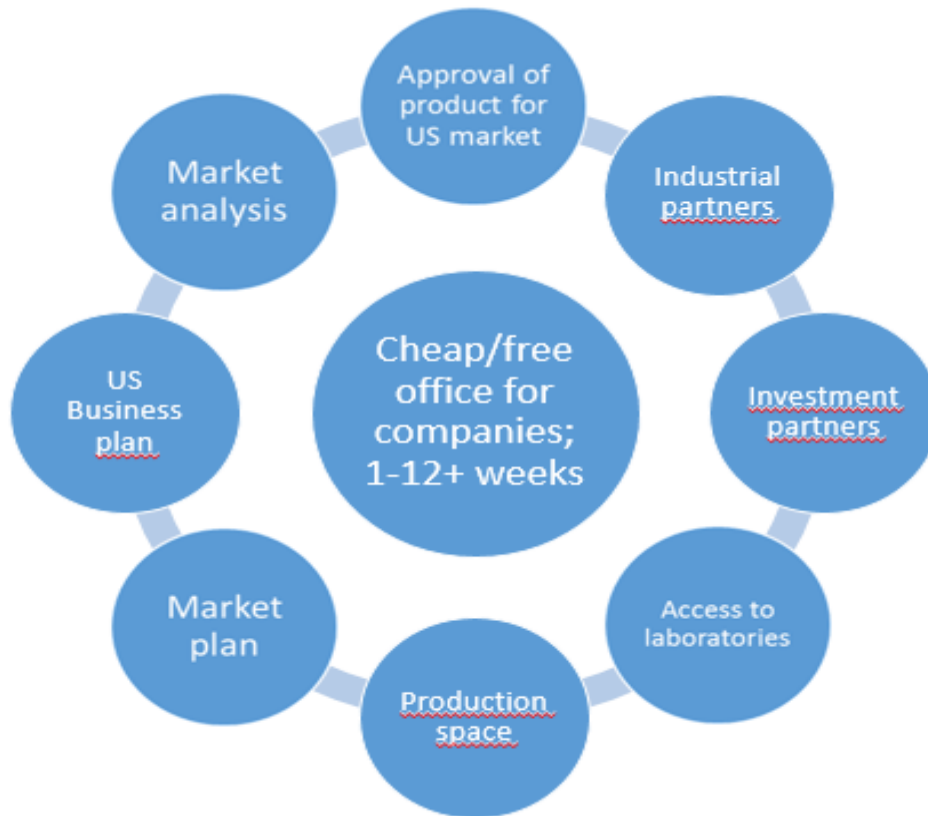 Approval of
product for
US market
Industrial
partners
Investment
partners
Access to
laboratories
Production
space
Market
plan
US
Business
plan
Market
analysis
Cheap/free
office for
companies;
1-12+ weeks